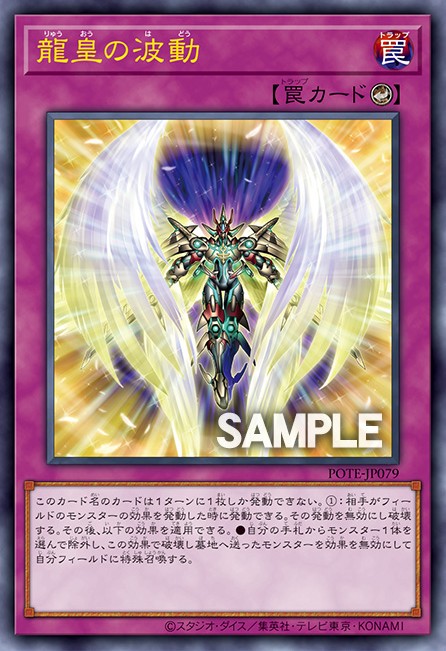 龍皇の波動
罠
【罠カード】
SAMPLE
POTE-JP079
このカード名のカードは1ターンに1枚しか発動できない。①:相手がフィー
ルドのモンスターの効果を発動した時に発動できる。その発動を無効にし破壊
する。その後、以下の効果を適用できる。●自分の手札からモンスター1体を
選んで除外し、この効果で破壊し墓地へ送ったモンスターを効果を無効にして
自分フィールドに特殊召喚する。
©スタジオ・ダイス/集英社・テレビ東京・KONAMI